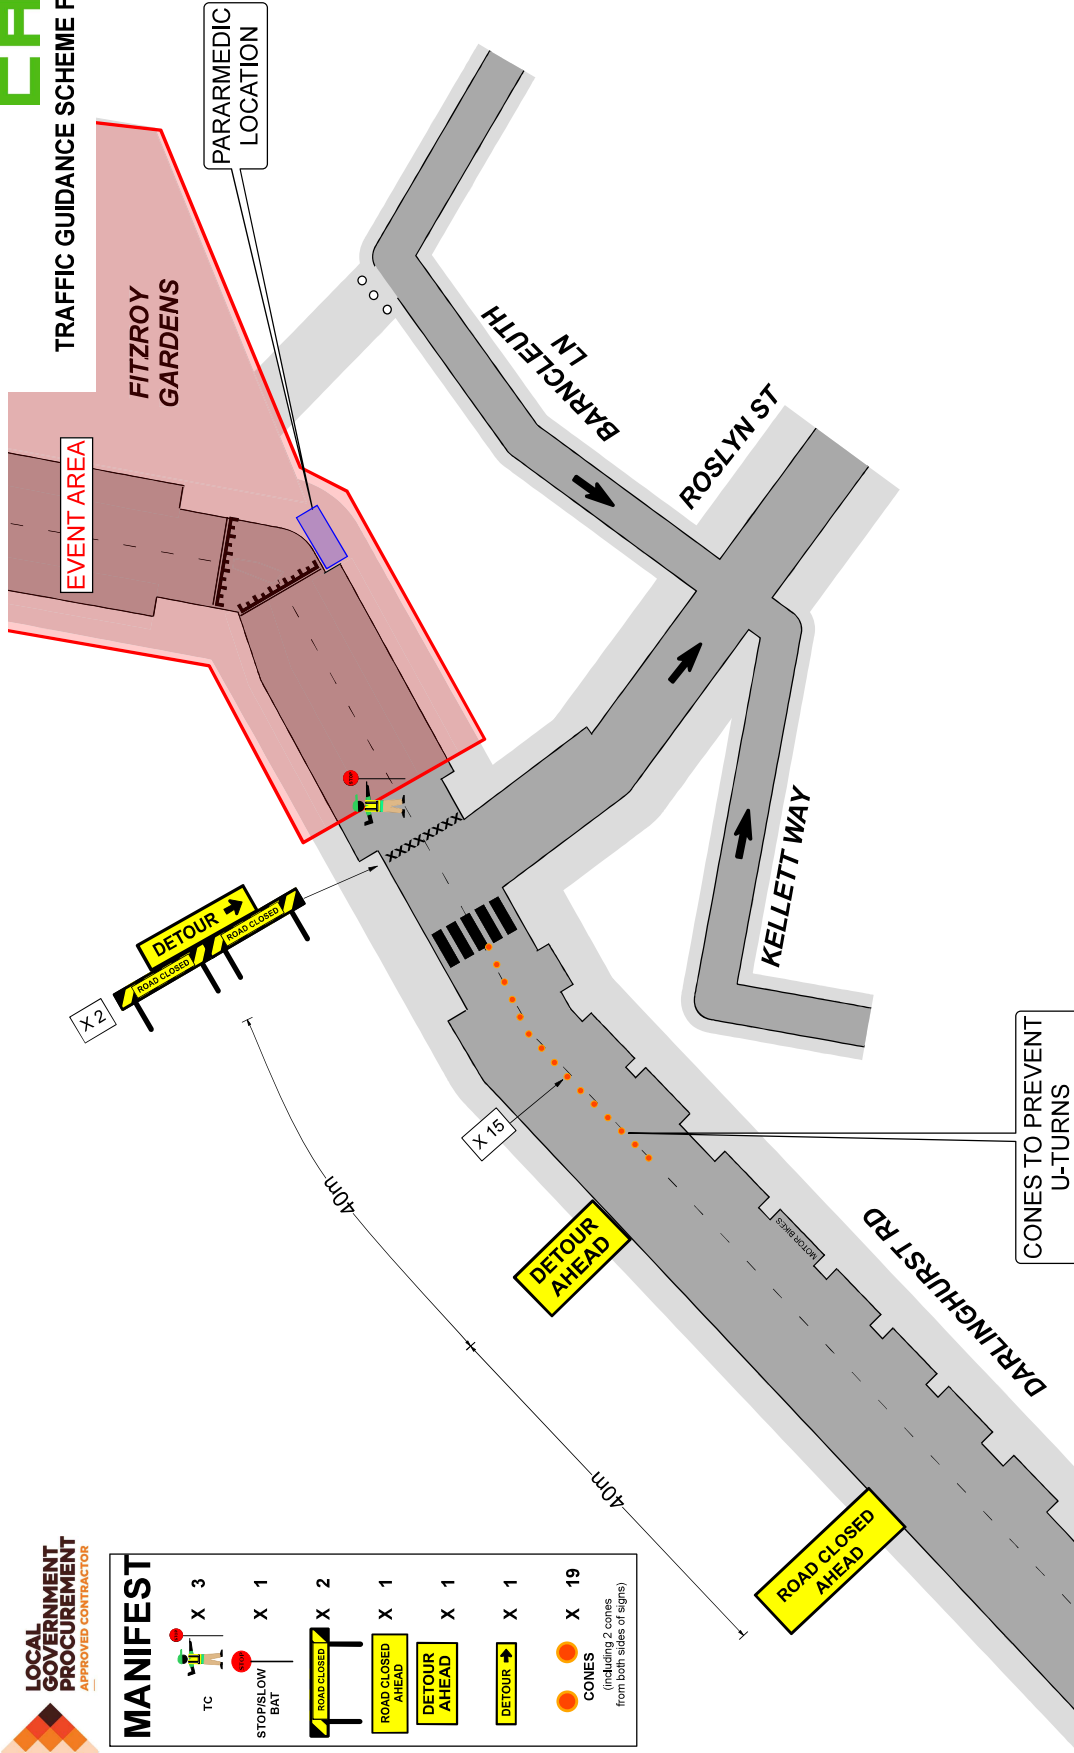 LOCAL
GOVERNMENT
PROCUREMENT
APPROVED CONTRACTOR
TRAFFIC GUIDANCE SCHEME
MANIFEST
TC
X 3
STOP/SLOW
BAT
X 1
ROAD CLOSED
X 2
ROAD CLOSED
AHEAD
X 1
DETOUR
AHEAD
X 1
DETOUR
X 1
CONES
X 19
(including 2 cones
from both sides of signs)
EVENT AREA
FITZROY
GARDENS
PARARMEDIC
LOCATION
X 2
DETOUR
ROAD CLOSED
ROAD CLOSED
40m
40m
X 15
DETOUR
AHEAD
ROAD CLOSED
AHEAD
MOTOR BIKES
DARLINGHURST RD
CONES TO PREVENT
U-TURNS
KELLETT WAY
ROSLYN ST
BARNCLEUTH
LN
XXXXXXXX